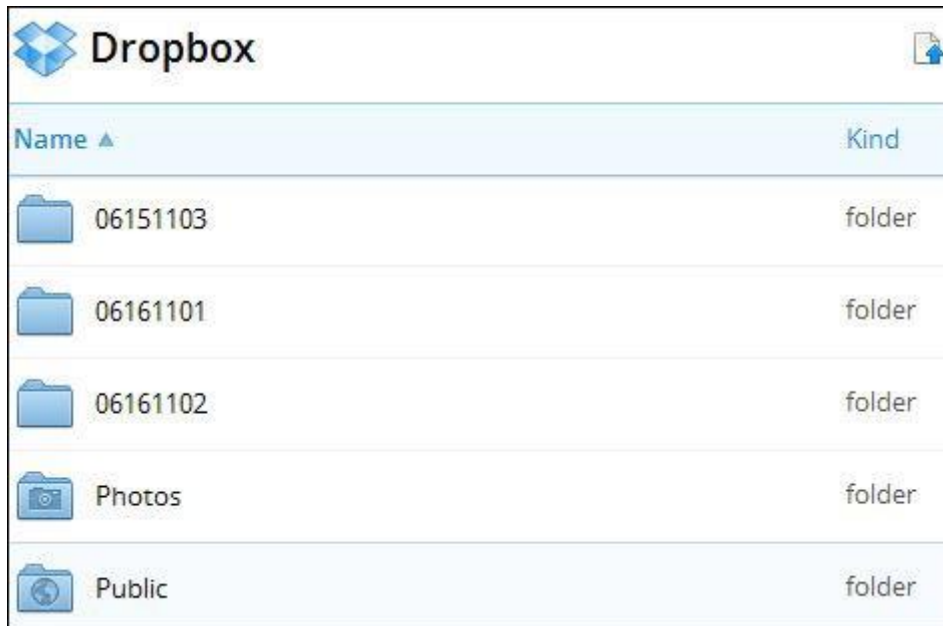 Dropbox
Name Kind
06151103 folder
06161101 folder
06161102 folder
Photos folder
Public folder